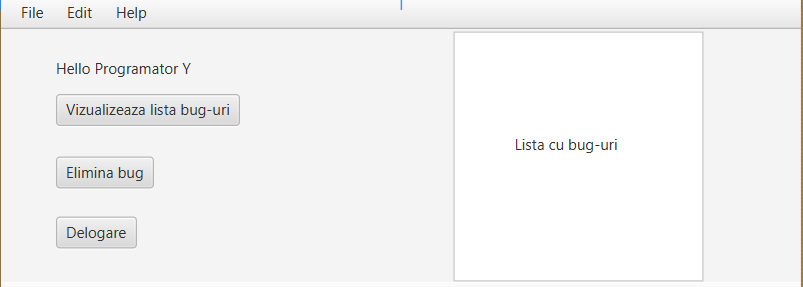 File Edit Help
Hello Programator Y
Vizualizeaza lista bug-uri
Lista cu bug-uri
Elimina bug
Delogare